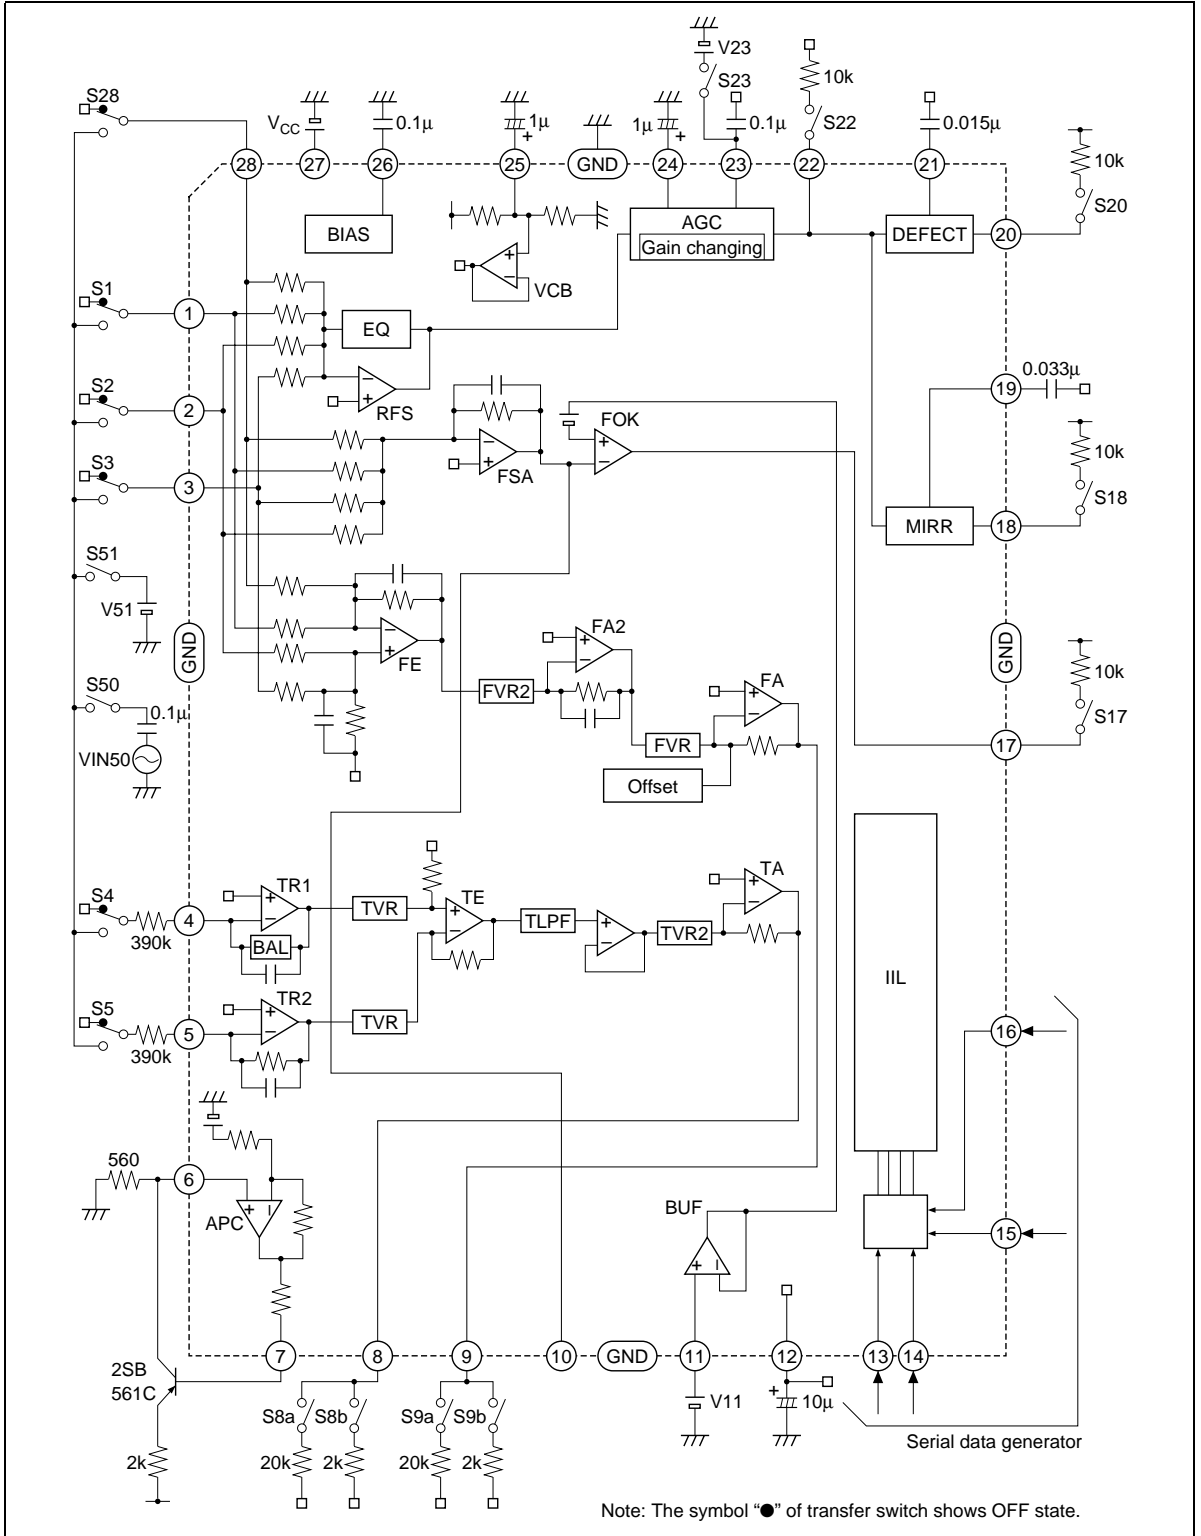 V23
S23
10k
S28
VCC
0.1μ
1μ
1μ
0.1μ
S22
0.015μ
10k
S20
28
27
26
25
GND
24
23
22
21
BIAS
AGC
Gain changing
DEFECT
20
VCB
S1
1
EQ
RFS
19
0.033μ
S2
2
FOK
10k
S3
3
FSA
S18
MIRR
18
S51
V51
GND
FE
FA2
GND
FVR2
FA
10k
S50
0.1μ
S17
FVR
17
VIN50
Offset
S4
4
390k
TR1
BAL
TVR
TE
TLPF
TVR2
TA
IIL
S5
5
390k
TR2
TVR
16
560
6
APC
BUF
15
2SB
561C
7
8
9
10
GND
11
12
13
14
S8a
S8b
S9a
S9b
V11
10μ
Serial data generator
2k
20k
2k
20k
2k
Note: The symbol “●” of transfer switch shows OFF state.